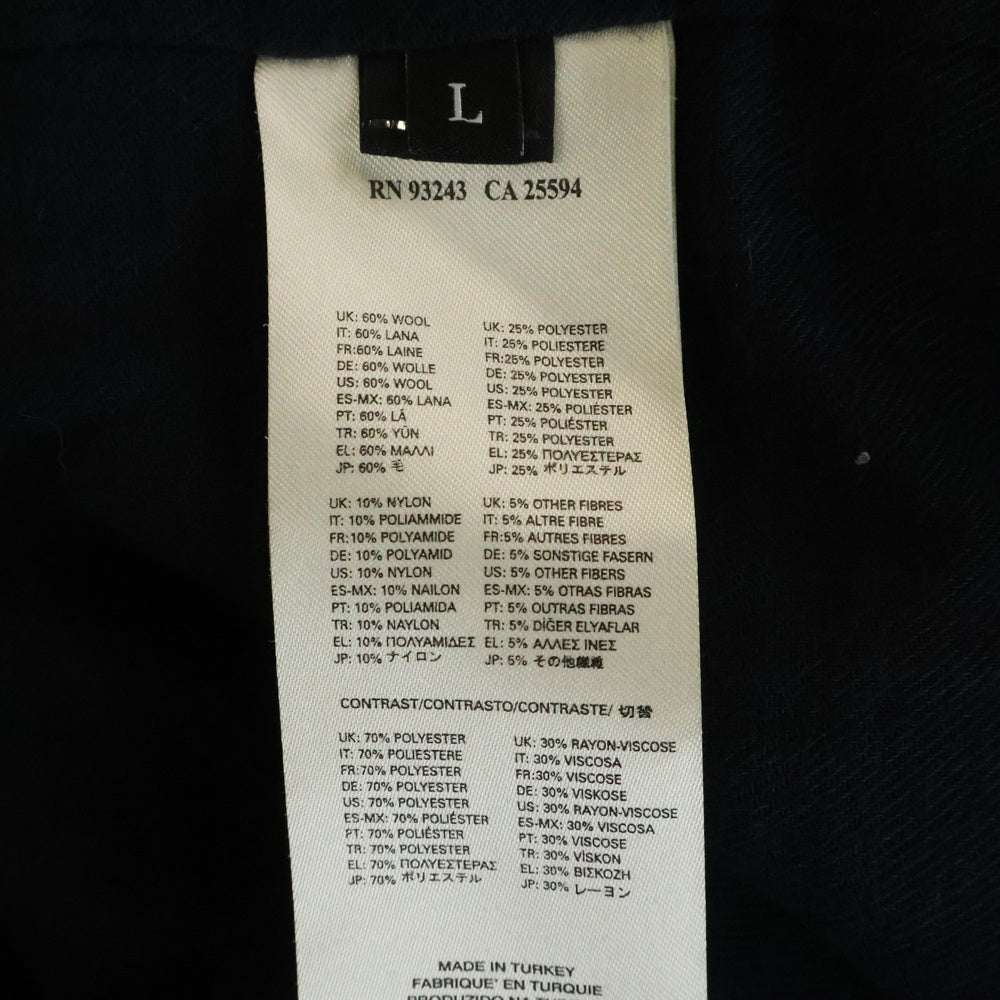 L
RN 93243 CA 25594
UK: 60% WOOL
IT: 60% LANA
FR:60% LAINE
DE: 60% WOLLE
US: 60% WOOL
ES-MX: 60% LANA
PT: 60% LÃ
TR: 60% YÜN
EL: 60% ΜΑΛΛΙ
JP: 60% 毛
UK: 25% POLYESTER
IT: 25% POLIESTERE
FR:25% POLYESTER
DE: 25% POLYESTER
US: 25% POLYESTER
ES-MX: 25% POLIÉSTER
PT: 25% POLIÉSTER
TR: 25% POLYESTER
EL: 25% ΠΟΛΥΕΣΤΕΡΑΣ
JP: 25% ポリエステル
UK: 10% NYLON
IT: 10% POLIAMMIDE
FR:10% POLYAMIDE
DE: 10% POLYAMID
US: 10% NYLON
ES-MX: 10% NAILON
PT: 10% POLIAMIDA
TR: 10% NAYLON
EL: 10% ΠΟΛΥΑΜΙΔΕΣ
JP: 10% ナイロン
UK: 5% OTHER FIBRES
IT: 5% ALTRE FIBRE
FR:5% AUTRES FIBRES
DE: 5% SONSTIGE FASERN
US: 5% OTHER FIBERS
ES-MX: 5% OTRAS FIBRAS
PT: 5% OUTRAS FIBRAS
TR: 5% DİĞER ELYAFLAR
EL: 5% ΑΛΛΕΣ ΙΝΕΣ
JP: 5% その他繊維
CONTRAST/CONTRASTO/CONTRASTE/ 切替
UK: 70% POLYESTER
IT: 70% POLIESTERE
FR:70% POLYESTER
DE: 70% POLYESTER
US: 70% POLYESTER
ES-MX: 70% POLIÉSTER
PT: 70% POLIÉSTER
TR: 70% POLYESTER
EL: 70% ΠΟΛΥΕΣΤΕΡΑΣ
JP: 70% ポリエステル
UK: 30% RAYON-VISCOSE
IT: 30% VISCOSA
FR:30% VISCOSE
DE: 30% VISKOSE
US: 30% RAYON-VISCOSE
ES-MX: 30% VISCOSA
PT: 30% VISCOSE
TR: 30% VİSKON
EL: 30% ΒΙΣΚΟΖΗ
JP: 30% レーヨン
MADE IN TURKEY
FABRIQUE' EN TURQUIE
PRODUZIDO NA